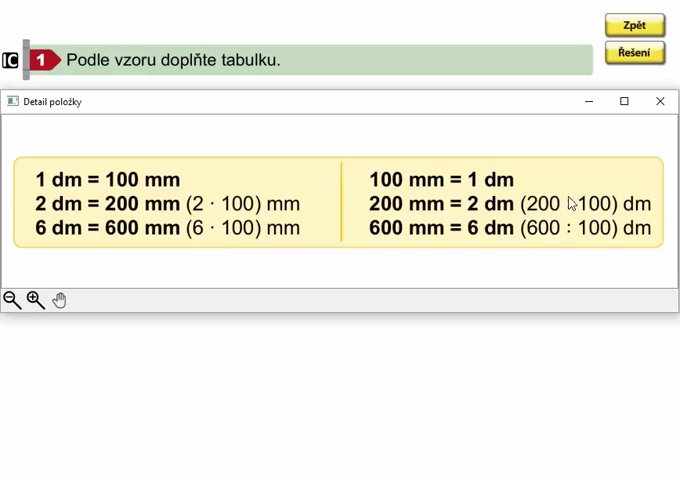 Zpět
Řešení
1 Podle vzoru doplňte tabulku.
Detail položky
1 dm = 100 mm
2 dm = 200 mm (2 · 100) mm
6 dm = 600 mm (6 · 100) mm
100 mm = 1 dm
200 mm = 2 dm (200 100) dm
600 mm = 6 dm (600 : 100) dm